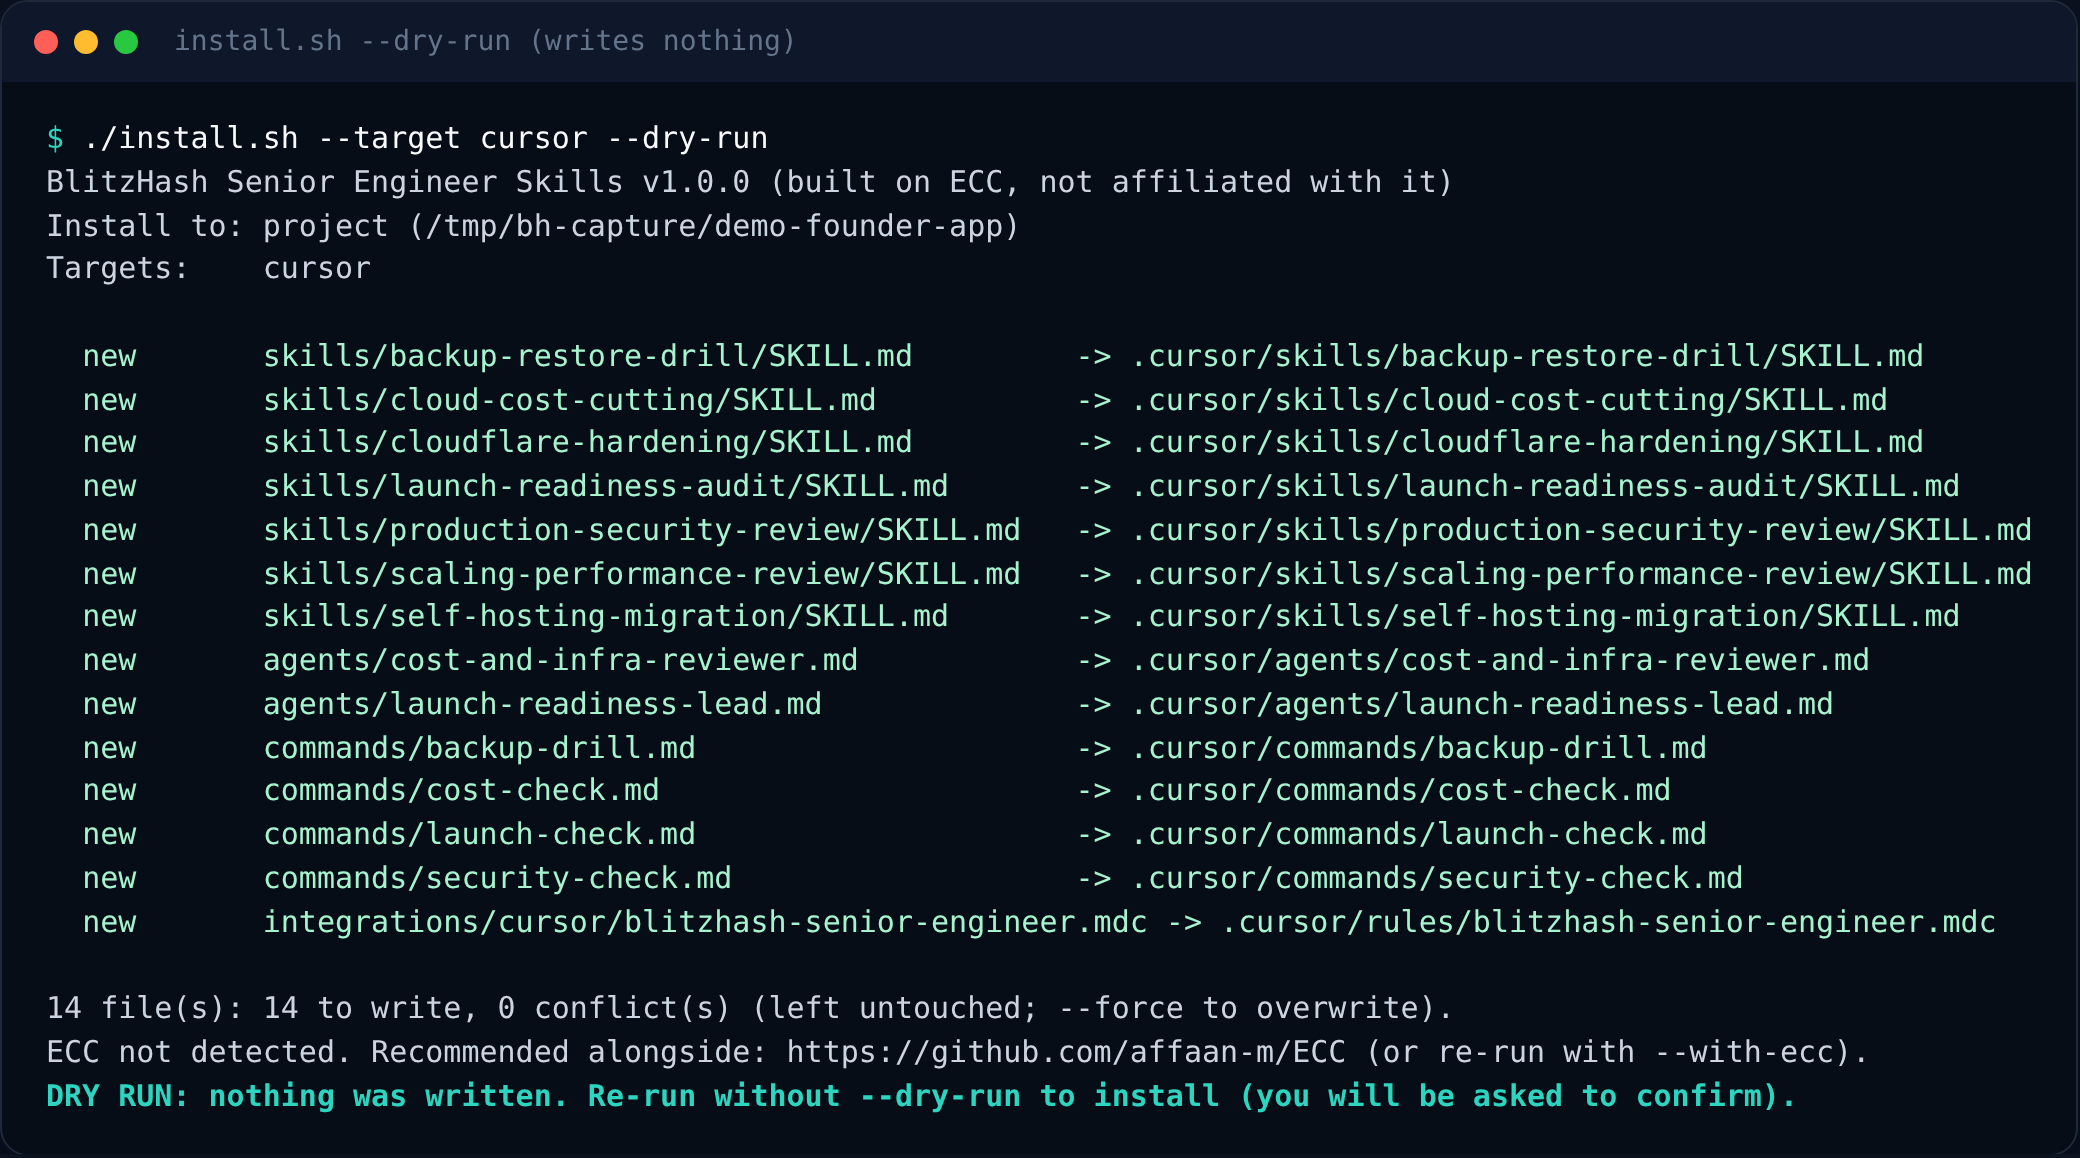 install.sh --dry-run (writes nothing)
$ ./install.sh --target cursor --dry-run
BlitzHash Senior Engineer Skills v1.0.0 (built on ECC, not affiliated with it)
Install to: project (/tmp/bh-capture/demo-founder-app)
Targets:    cursor
  new       skills/backup-restore-drill/SKILL.md         -> .cursor/skills/backup-restore-drill/SKILL.md
  new       skills/cloud-cost-cutting/SKILL.md           -> .cursor/skills/cloud-cost-cutting/SKILL.md
  new       skills/cloudflare-hardening/SKILL.md         -> .cursor/skills/cloudflare-hardening/SKILL.md
  new       skills/launch-readiness-audit/SKILL.md       -> .cursor/skills/launch-readiness-audit/SKILL.md
  new       skills/production-security-review/SKILL.md   -> .cursor/skills/production-security-review/SKILL.md
  new       skills/scaling-performance-review/SKILL.md   -> .cursor/skills/scaling-performance-review/SKILL.md
  new       skills/self-hosting-migration/SKILL.md       -> .cursor/skills/self-hosting-migration/SKILL.md
  new       agents/cost-and-infra-reviewer.md            -> .cursor/agents/cost-and-infra-reviewer.md
  new       agents/launch-readiness-lead.md              -> .cursor/agents/launch-readiness-lead.md
  new       commands/backup-drill.md                     -> .cursor/commands/backup-drill.md
  new       commands/cost-check.md                       -> .cursor/commands/cost-check.md
  new       commands/launch-check.md                     -> .cursor/commands/launch-check.md
  new       commands/security-check.md                   -> .cursor/commands/security-check.md
  new       integrations/cursor/blitzhash-senior-engineer.mdc -> .cursor/rules/blitzhash-senior-engineer.mdc
14 file(s): 14 to write, 0 conflict(s) (left untouched; --force to overwrite).
ECC not detected. Recommended alongside: https://github.com/affaan-m/ECC (or re-run with --with-ecc).
DRY RUN: nothing was written. Re-run without --dry-run to install (you will be asked to confirm).